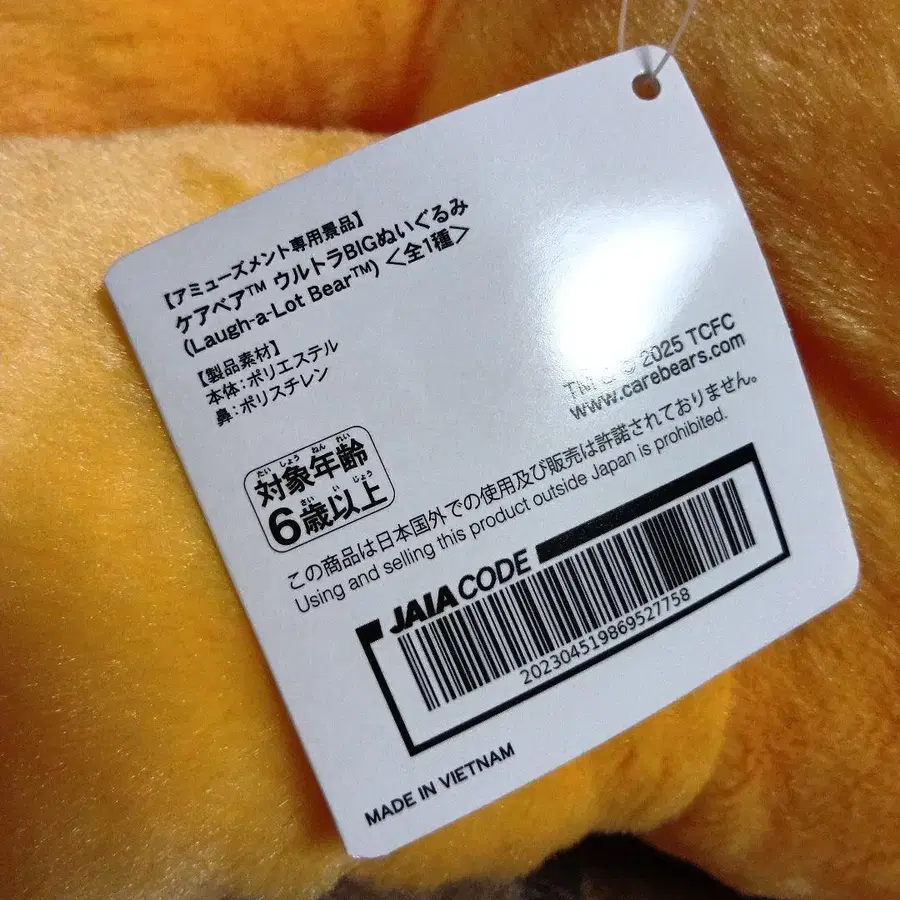 【アミューズメント専用景品】
ケアベア™ ウルトラBIGぬいぐるみ
(Laugh-a-Lot Bear™) <全1種>
【製品素材】
本体：ポリエステル
鼻：ポリスチレン
たいしょうねんれい
対象年齢
さいいじょう
6歳以上
TM & © 2025 TCFC
www.carebears.com
この商品は日本国外での使用及び販売は許諾されておりません。
Using and selling this product outside Japan is prohibited.
JAIA CODE
202304519869527758
MADE IN VIETNAM